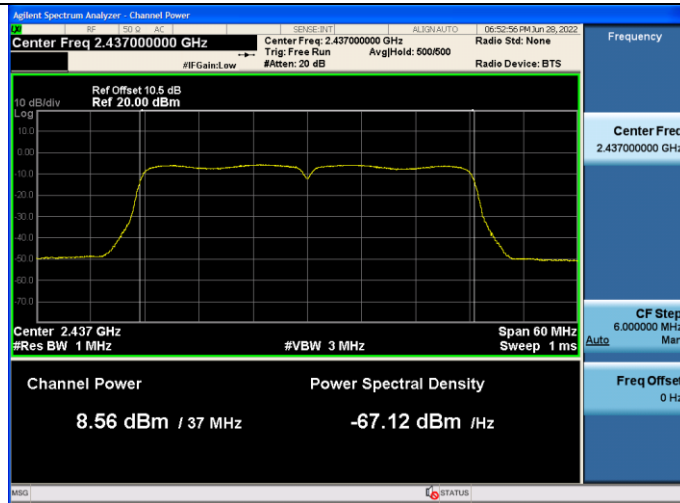 Agilent Spectrum Analyzer - Channel Power
LXI RF 50 Ω AC SENSE:INT ALIGN AUTO 06:52:56 PM Jun 28, 2022
Center Freq 2.437000000 GHz Center Freq: 2.437000000 GHz Radio Std: None
Trig: Free Run Avg|Hold: 500/500
#IFGain:Low #Atten: 20 dB Radio Device: BTS
Frequency
Ref Offset 10.5 dB
10 dB/div Ref 20.00 dBm
Log
10.0
0.00
-10.0
-20.0
-30.0
-40.0
-50.0
-60.0
-70.0
Center 2.437 GHz Span 60 MHz
#Res BW 1 MHz #VBW 3 MHz Sweep 1 ms
Channel Power Power Spectral Density
8.56 dBm / 37 MHz -67.12 dBm /Hz
Center Freq
2.437000000 GHz
CF Step
6.000000 MHz
Auto Man
Freq Offset
0 Hz
MSG STATUS